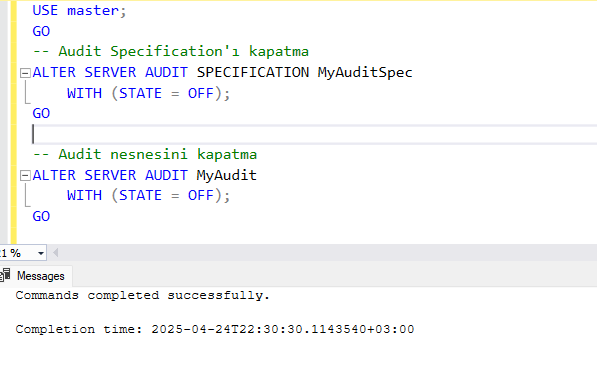 USE master;
GO
-- Audit Specification'ı kapatma
ALTER SERVER AUDIT SPECIFICATION MyAuditSpec
    WITH (STATE = OFF);
GO
-- Audit nesnesini kapatma
ALTER SERVER AUDIT MyAudit
    WITH (STATE = OFF);
GO
1 %
Messages
Commands completed successfully.
Completion time: 2025-04-24T22:30:30.1143540+03:00